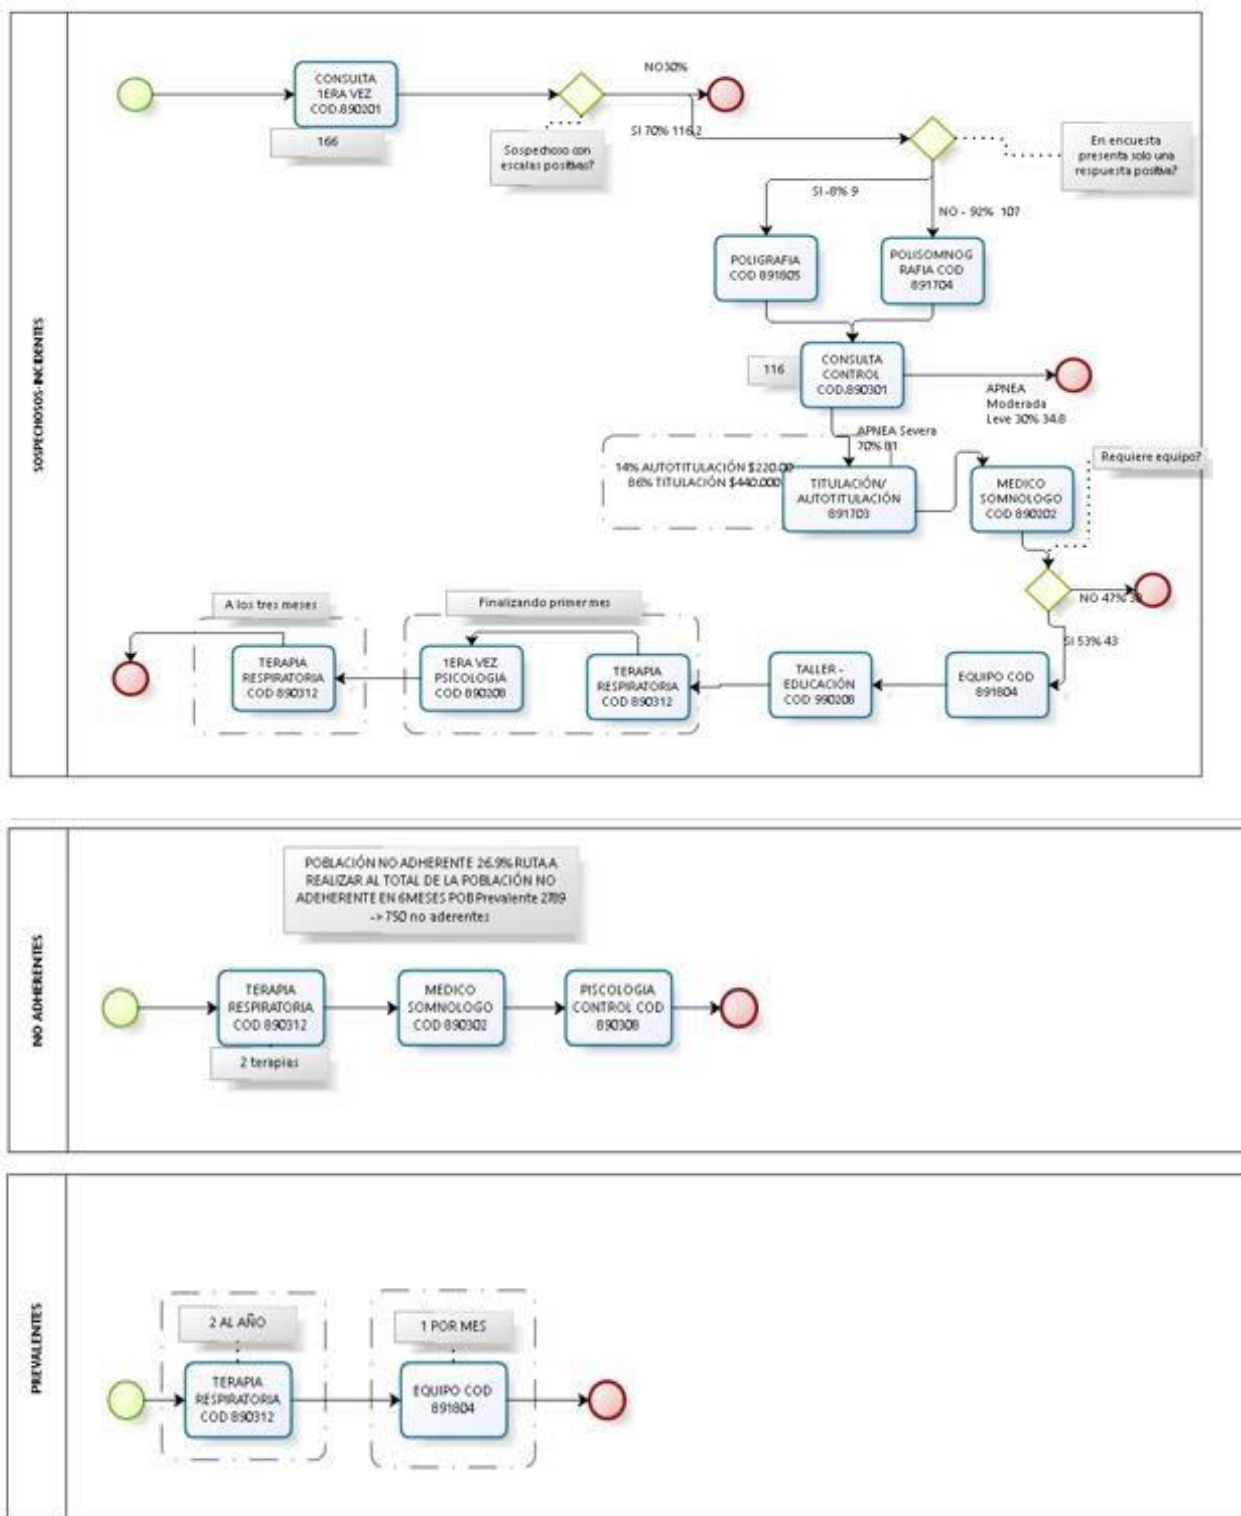 SOSPECHOSOS-INCIDENTES
CONSULTA
1ERA VEZ
COD.890201
166
Sospechoso con
escalas positivas?
NO 30%
SI 70% 116,2
En encuesta
presenta solo una
respuesta positiva?
SI -8% 9
NO - 92% 107
POLIGRAFIA
COD 891805
POLISOMNOG
RAFIA COD
891704
116
CONSULTA
CONTROL
COD.890301
APNEA
Moderada
Leve 30% 34.8
APNEA Severa
70% 81
14% AUTOTITULACIÓN $220.00
86% TITULACIÓN $440.000
TITULACIÓN/
AUTOTITULACIÓN
891703
MEDICO
SOMNOLOGO
COD 890202
Requiere equipo?
NO 47%
SI 53% 43
EQUIPO COD
891804
TALLER -
EDUCACIÓN
COD 990208
Finalizando primer mes
TERAPIA
RESPIRATORIA
COD 890312
1ERA VEZ
PSICOLOGIA
COD 890208
A los tres meses
TERAPIA
RESPIRATORIA
COD 890312
NO ADHERENTES
POBLACIÓN NO ADHERENTE 26.9% RUTA A
REALIZAR AL TOTAL DE LA POBLACIÓN NO
ADEHERENTE EN 6MESES POB Prevalente 2789
-> 750 no aderentes
TERAPIA
RESPIRATORIA
COD 890312
2 terapias
MEDICO
SOMNOLOGO
COD 890302
PISCOLOGIA
CONTROL COD
890308
PREVALENTES
2 AL AÑO
TERAPIA
RESPIRATORIA
COD 890312
1 POR MES
EQUIPO COD
891804